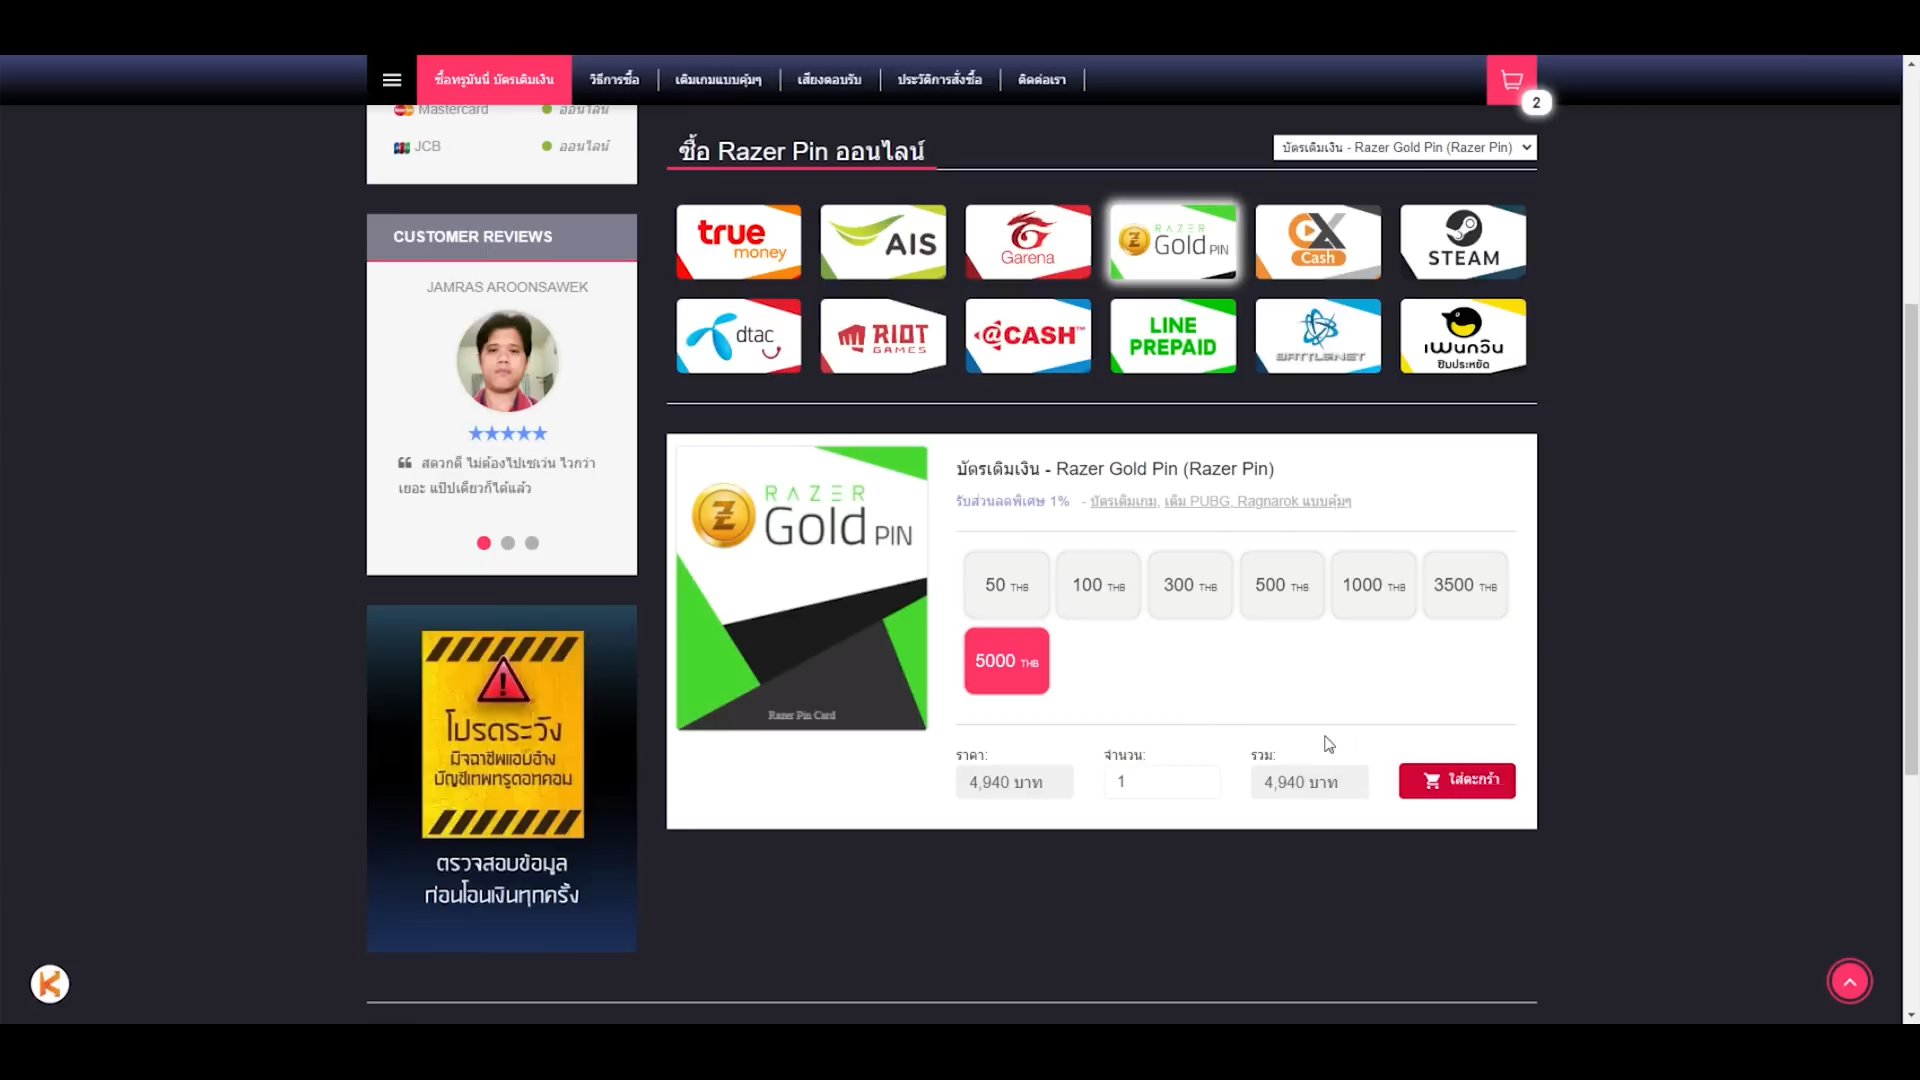 ซื้อทรูมันนี่ บัตรเติมเงิน
วิธีการซื้อ
เติมเกมแบบคุ้มๆ
เสียงตอบรับ
ประวัติการสั่งซื้อ
ติดต่อเรา
2
Mastercard ออนไลน์
JCB ออนไลน์
CUSTOMER REVIEWS
JAMRAS AROONSAWEK
สดวกดี ไม่ต้องไปเซเว่น ไวกว่า
เยอะ แป๊ปเดียวก็ได้แล้ว
โปรดระวัง
มิจฉาชีพแอบอ้าง
บัญชีเทพทรูดอทคอม
ตรวจสอบข้อมูล
ก่อนโอนเงินทุกครั้ง
ซื้อ Razer Pin ออนไลน์
บัตรเติมเงิน - Razer Gold Pin (Razer Pin)
true money
AIS
Garena
RAZER Gold PIN
CX Cash
STEAM
dtac
RIOT GAMES
@CASH™
LINE PREPAID
BATTLENET
เพนกวิน
ซิมประหยัด
RAZER
Gold PIN
Razer Pin Card
บัตรเติมเงิน - Razer Gold Pin (Razer Pin)
รับส่วนลดพิเศษ 1% - บัตรเติมเกม, เติม PUBG, Ragnarok แบบคุ้มๆ
50 THB
100 THB
300 THB
500 THB
1000 THB
3500 THB
5000 THB
ราคา:
4,940 บาท
จำนวน:
1
รวม:
4,940 บาท
ใส่ตะกร้า